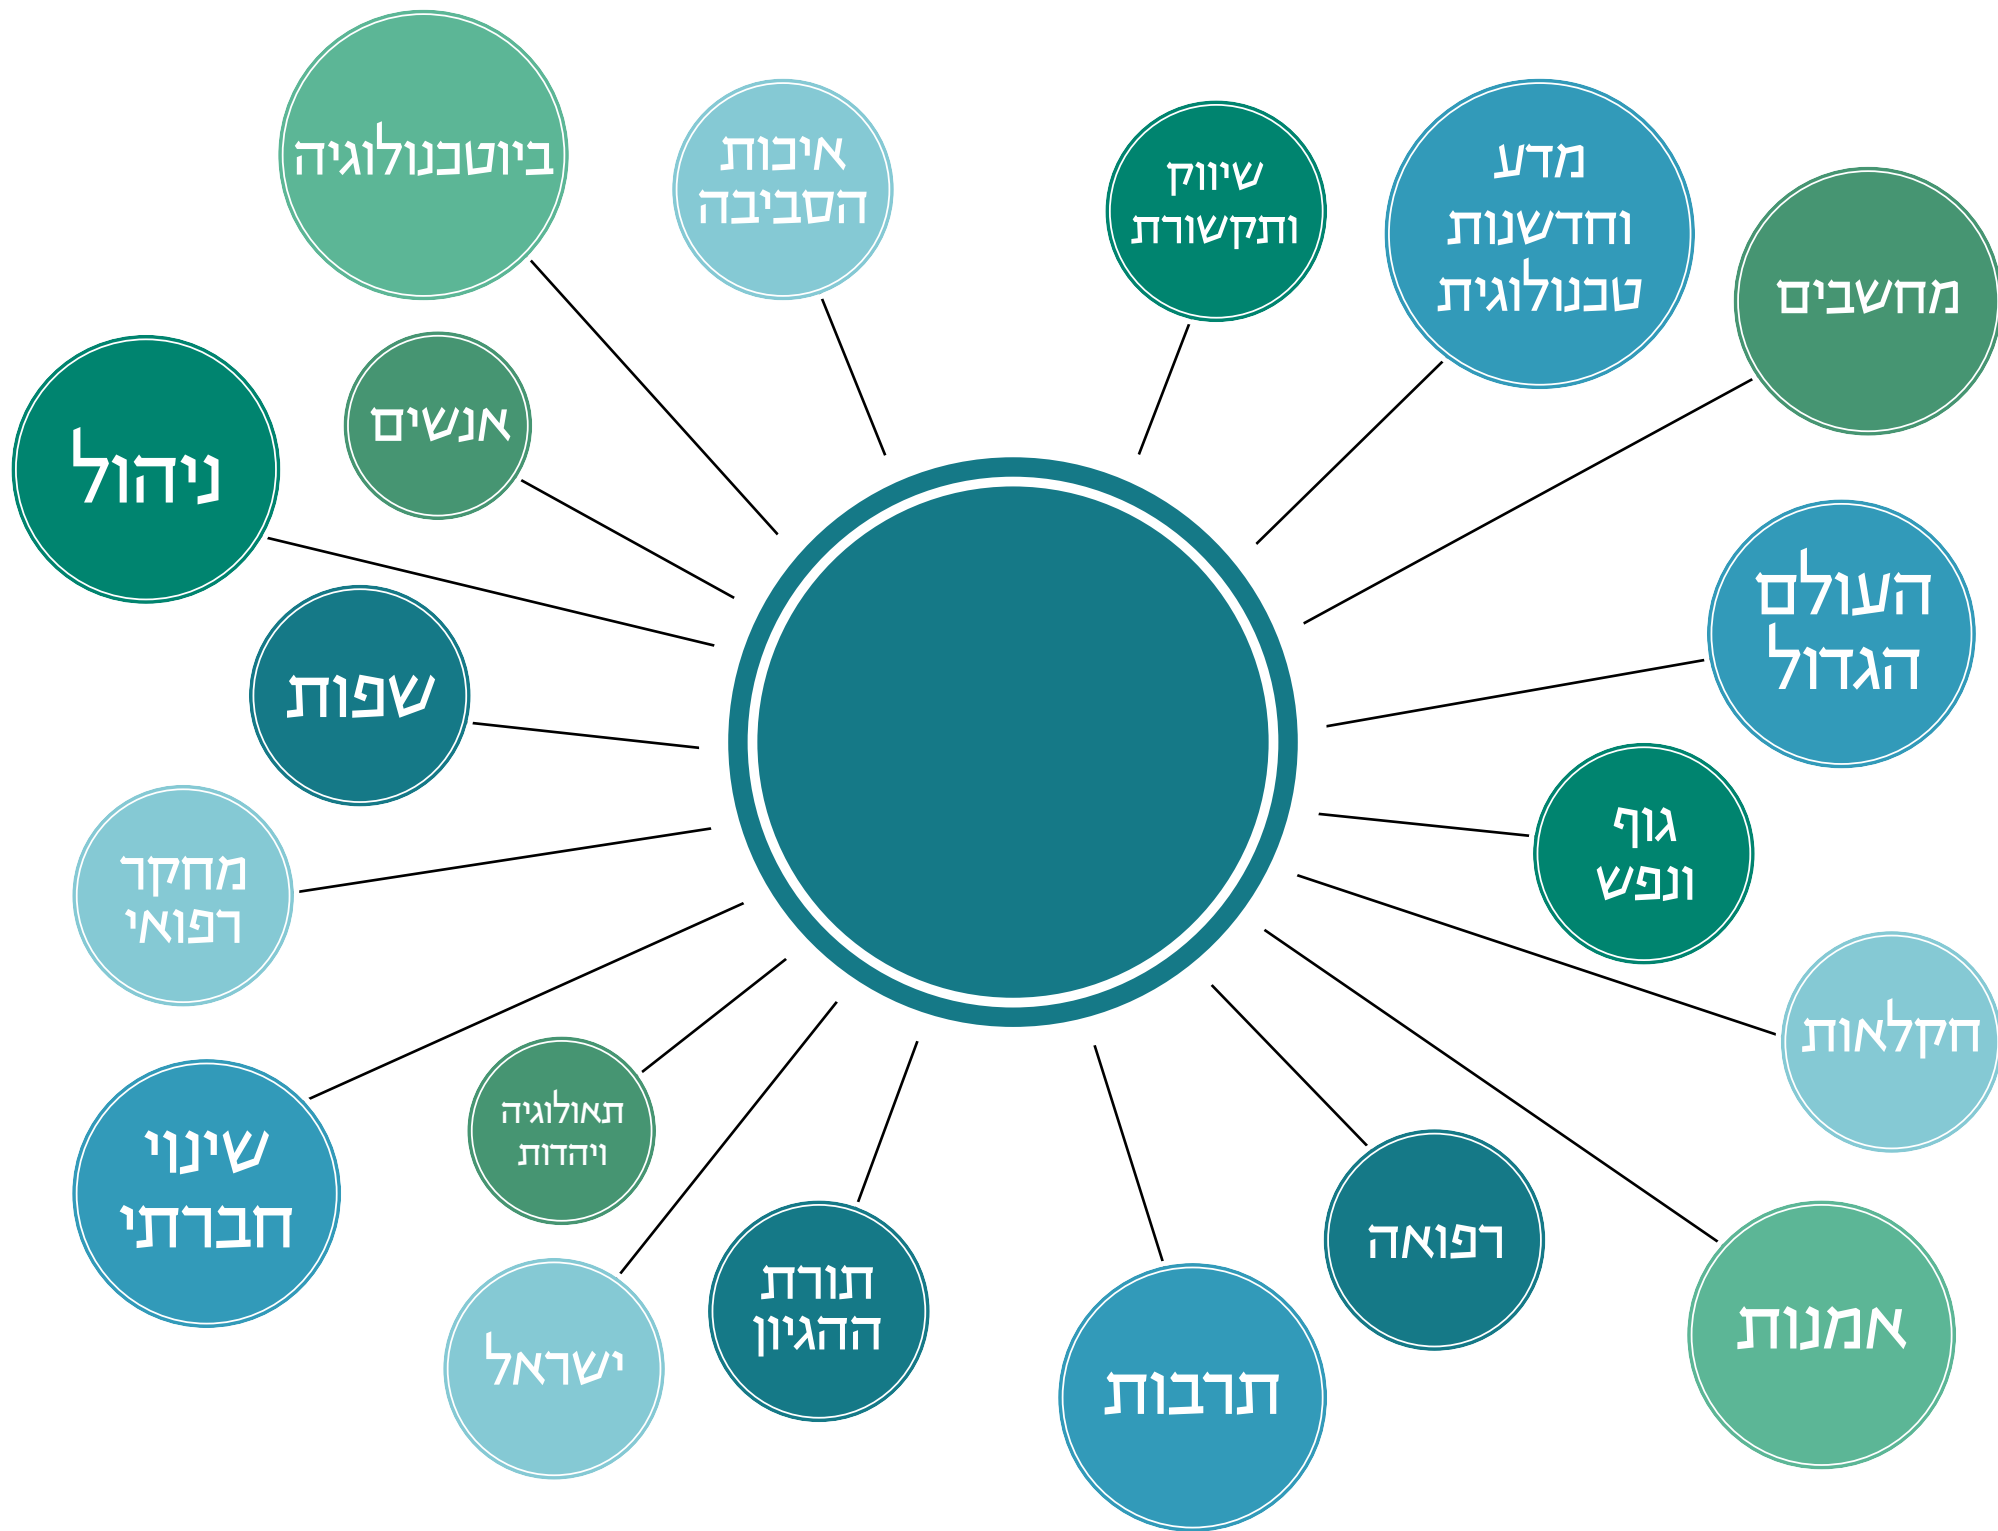 ביוטכנולוגיה
איכות
הסביבה
שיווק
ותקשורת
מדע
וחדשנות
טכנולוגית
מחשבים
אנשים
ניהול
העולם
הגדול
שפות
גוף
ונפש
מחקר
רפואי
חקלאות
תאולוגיה
ויהדות
שינוי
חברתי
רפואה
תורת
ההגיון
ישראל
תרבות
אמנות